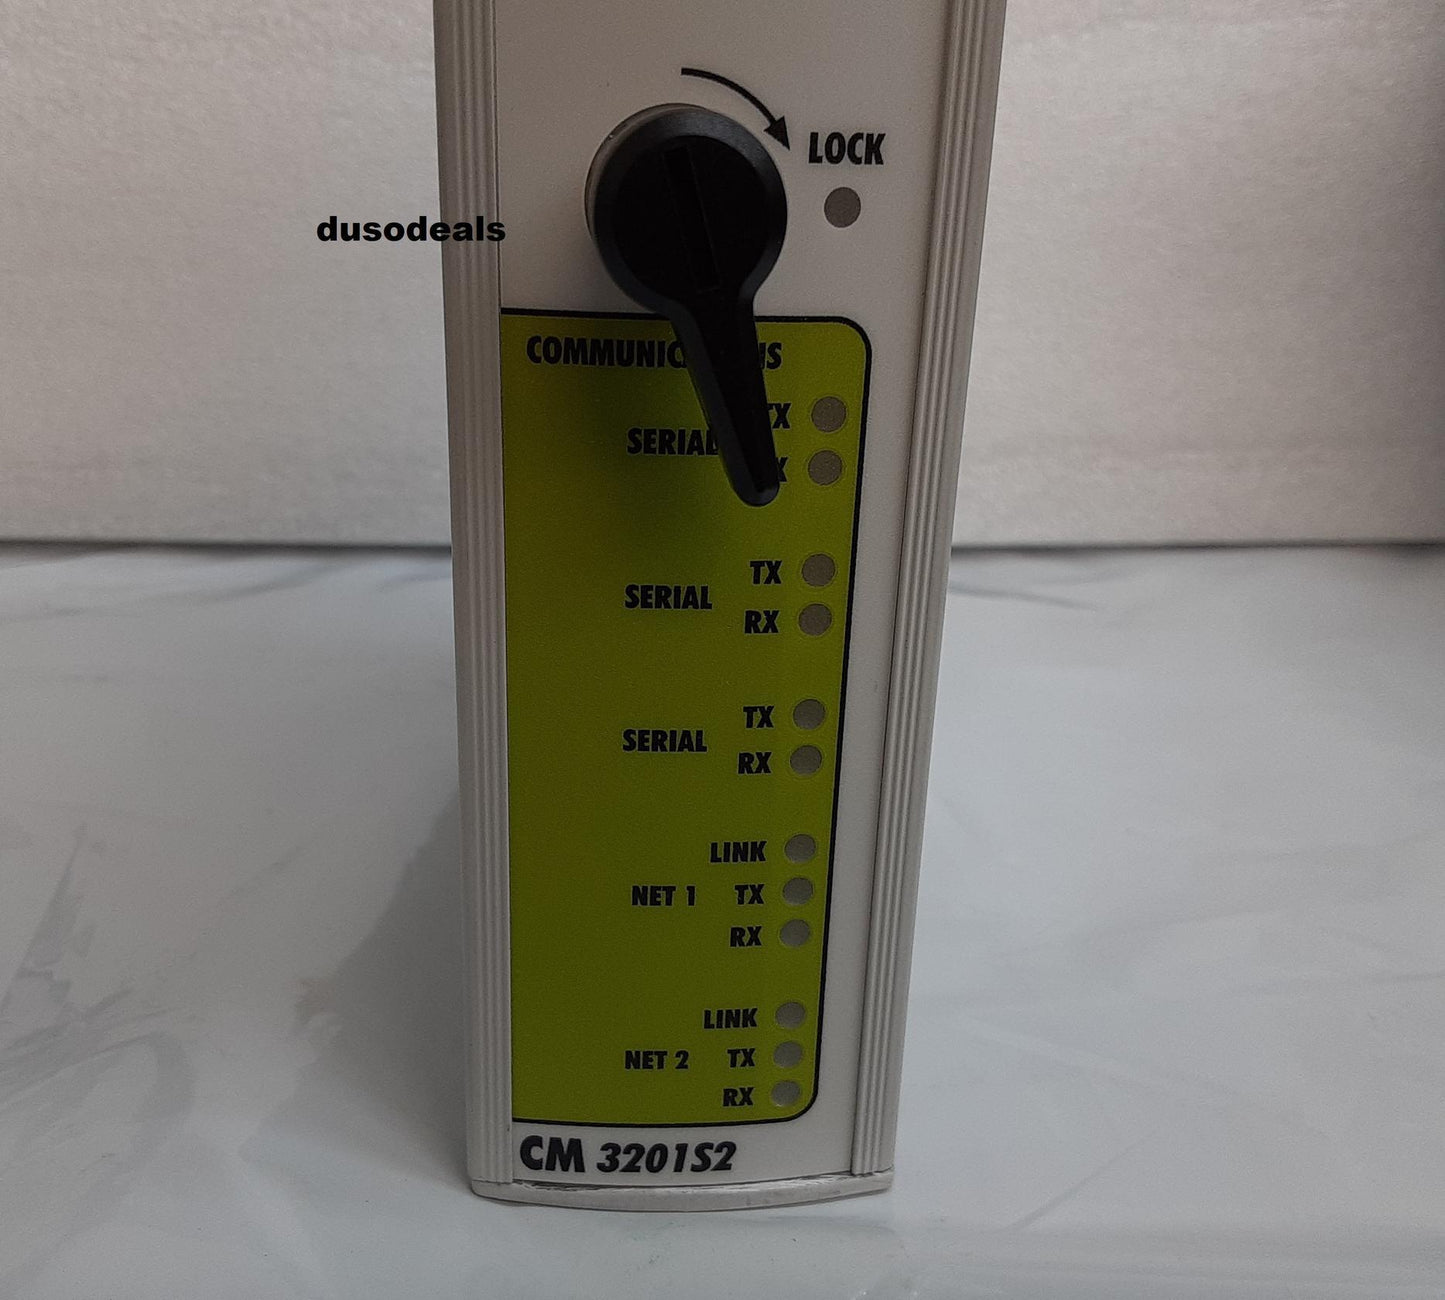 LOCK
dusodeals
SERIAL
TX
SERIAL
RX
TX
SERIAL
RX
LINK
NET 1 TX
RX
LINK
NET 2 TX
RX
CM 3201S2